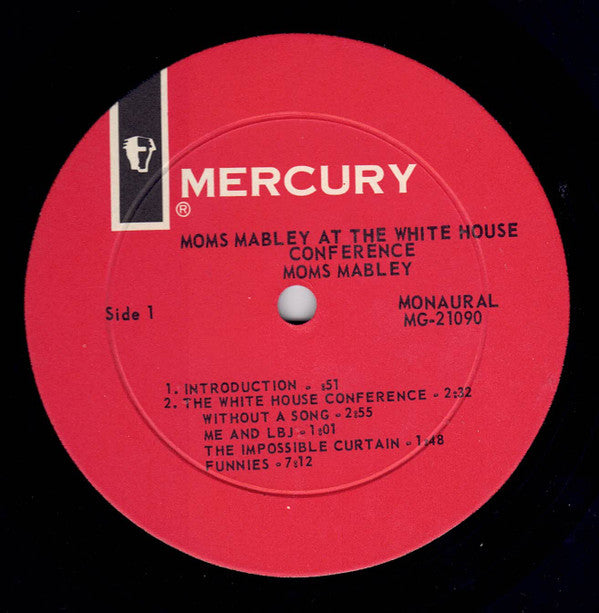 MERCURY
®
MOMS MABLEY AT THE WHITE HOUSE
CONFERENCE
MOMS MABLEY
Side 1
MONAURAL
MG-21090
1. INTRODUCTION - :51
2. THE WHITE HOUSE CONFERENCE - 2:32
WITHOUT A SONG - 2:55
ME AND LBJ - 1:01
THE IMPOSSIBLE CURTAIN - 1:48
FUNNIES - 7:12